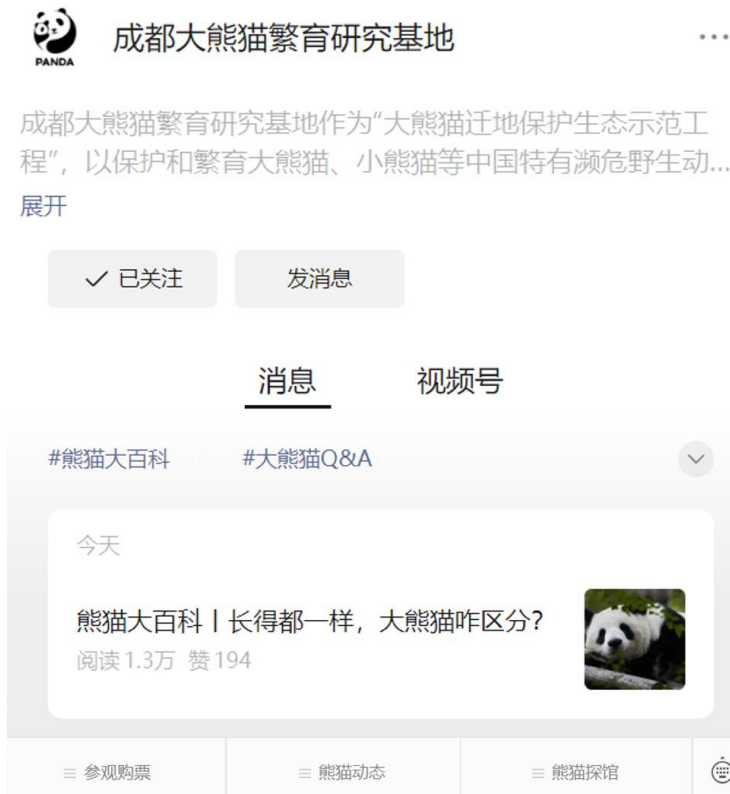 PANDA
成都大熊猫繁育研究基地
成都大熊猫繁育研究基地作为“大熊猫迁地保护生态示范工
程”，以保护和繁育大熊猫、小熊猫等中国特有濒危野生动...
展开
已关注
发消息
消息
视频号
#熊猫大百科
#大熊猫Q&A
今天
熊猫大百科丨长得都一样，大熊猫咋区分?
阅读1.3万 赞194
参观购票
熊猫动态
熊猫探馆